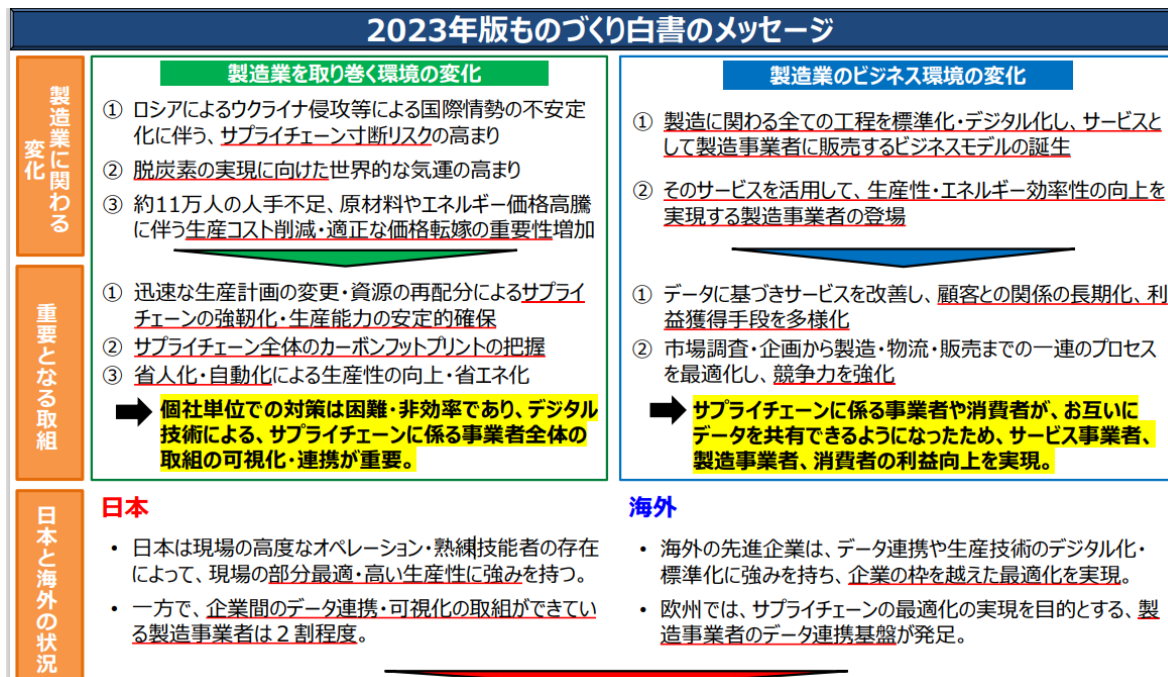 2023年版ものづくり白書のメッセージ
製造業に関わる
変化
製造業を取り巻く環境の変化
① ロシアによるウクライナ侵攻等による国際情勢の不安定
化に伴う、サプライチェーン寸断リスクの高まり
② 脱炭素の実現に向けた世界的な気運の高まり
③ 約11万人の人手不足、原材料やエネルギー価格高騰
に伴う生産コスト削減・適正な価格転嫁の重要性増加
製造業のビジネス環境の変化
① 製造に関わる全ての工程を標準化・デジタル化し、サービスと
して製造事業者に販売するビジネスモデルの誕生
② そのサービスを活用して、生産性・エネルギー効率性の向上を
実現する製造事業者の登場
重要となる取組
① 迅速な生産計画の変更・資源の再配分によるサプライ
チェーンの強靭化・生産能力の安定的確保
② サプライチェーン全体のカーボンフットプリントの把握
③ 省人化・自動化による生産性の向上・省エネ化
個社単位での対策は困難・非効率であり、デジタル
技術による、サプライチェーンに係る事業者全体の
取組の可視化・連携が重要。
① データに基づきサービスを改善し、顧客との関係の長期化、利
益獲得手段を多様化
② 市場調査・企画から製造・物流・販売までの一連のプロセス
を最適化し、競争力を強化
サプライチェーンに係る事業者や消費者が、お互いに
データを共有できるようになったため、サービス事業者、
製造事業者、消費者の利益向上を実現。
日本と海外の状況
日本
• 日本は現場の高度なオペレーション・熟練技能者の存在
によって、現場の部分最適・高い生産性に強みを持つ。
• 一方で、企業間のデータ連携・可視化の取組ができてい
る製造事業者は２割程度。
海外
• 海外の先進企業は、データ連携や生産技術のデジタル化・
標準化に強みを持ち、企業の枠を越えた最適化を実現。
• 欧州では、サプライチェーンの最適化の実現を目的とする、製
造事業者のデータ連携基盤が発足。